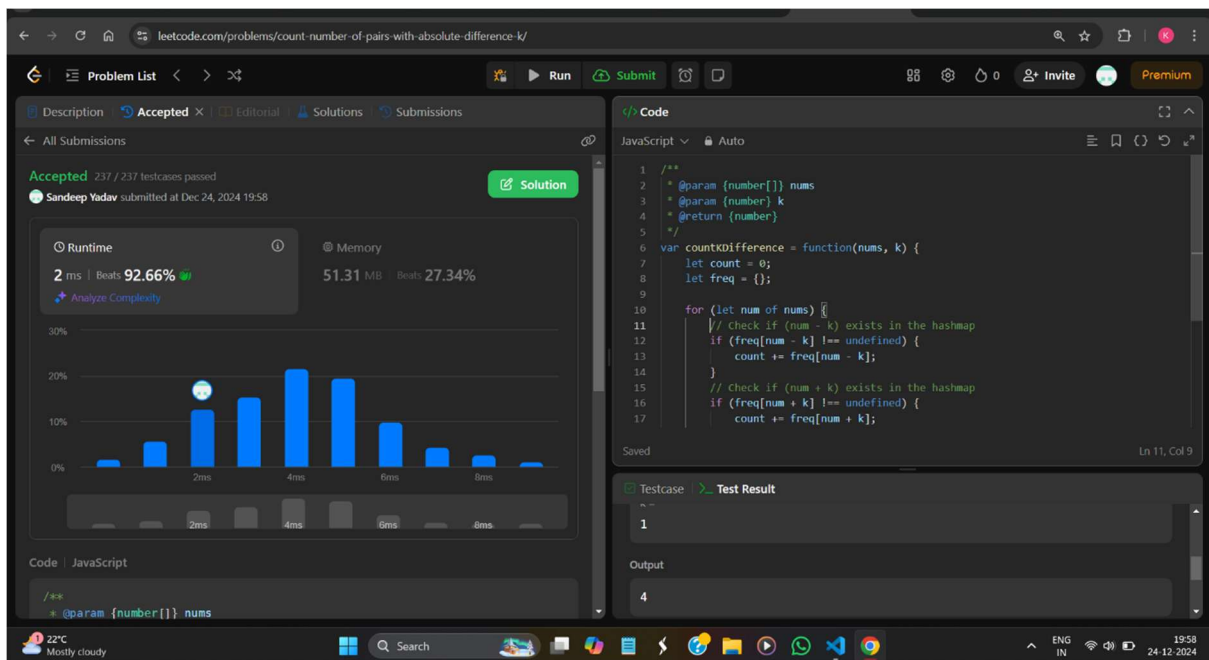 leetcode.com/problems/count-number-of-pairs-with-absolute-difference-k/
K
Problem List
Run
Submit
0
Invite
Premium
Description
Accepted
Editorial
Solutions
Submissions
All Submissions
Accepted 237 / 237 testcases passed
Sandeep Yadav submitted at Dec 24, 2024 19:58
Solution
Runtime
2 ms | Beats 92.66%
Analyze Complexity
Memory
51.31 MB Beats 27.34%
30%
20%
10%
0%
2ms 4ms 6ms 8ms
2ms 4ms 6ms 8ms
Code | JavaScript
/**
* @param {number[]} nums
</>Code
JavaScript Auto
1 /**
2 * @param {number[]} nums
3 * @param {number} k
4 * @return {number}
5 */
6 var countKDifference = function(nums, k) {
7 let count = 0;
8 let freq = {};
9
10 for (let num of nums) {
11 // Check if (num - k) exists in the hashmap
12 if (freq[num - k] !== undefined) {
13 count += freq[num - k];
14 }
15 // Check if (num + k) exists in the hashmap
16 if (freq[num + k] !== undefined) {
17 count += freq[num + k];
Saved
Ln 11, Col 9
Testcase
Test Result
1
Output
4
1
22°C
Mostly cloudy
Search
ENG
IN
19:58
24-12-2024